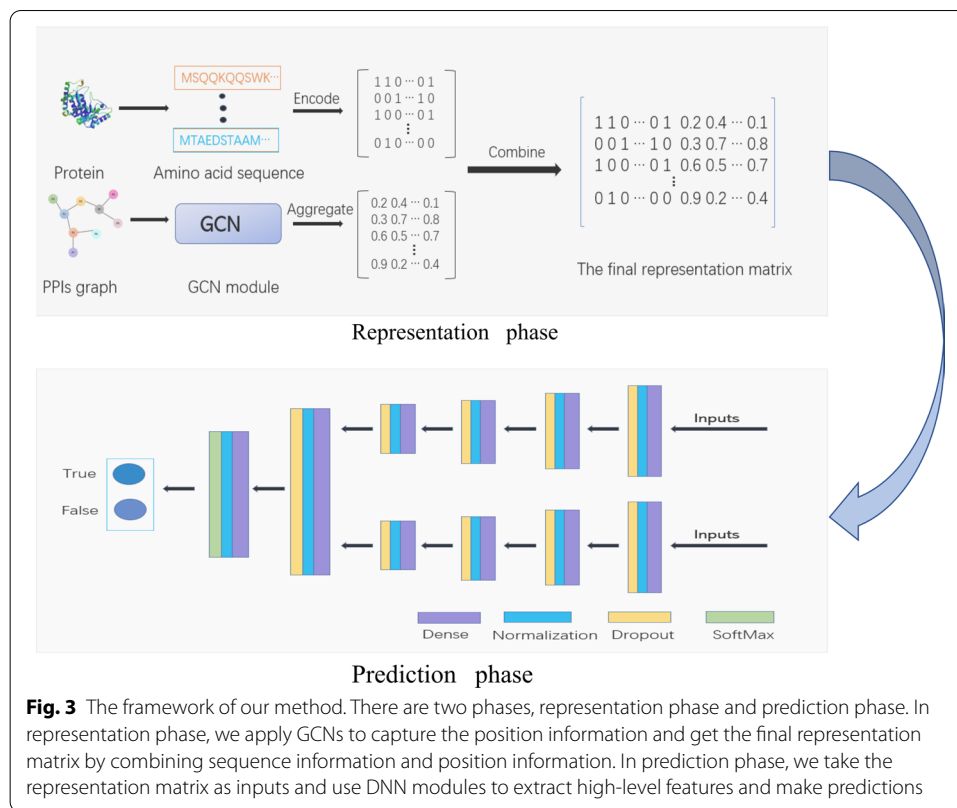 MSQQKQQSWK···
MTAEDSTAAM···
Encode
1 1 0 ··· 0 1
0 0 1 ··· 1 0
1 0 0 ··· 0 1
⋮
0 1 0 ··· 0 0
Protein
Amino acid sequence
Combine
1 1 0 ··· 0 1 0.2 0.4 ··· 0.1
0 0 1 ··· 1 0 0.3 0.7 ··· 0.8
1 0 0 ··· 0 1 0.6 0.5 ··· 0.7
⋮
0 1 0 ··· 0 0 0.9 0.2 ··· 0.4
GCN
Aggregate
0.2 0.4 ··· 0.1
0.3 0.7 ··· 0.8
0.6 0.5 ··· 0.7
⋮
0.9 0.2 ··· 0.4
PPIs graph
GCN module
The final representation matrix
Representation phase
Inputs
True
False
Inputs
Dense
Normalization
Dropout
SoftMax
Prediction phase
Fig. 3 The framework of our method. There are two phases, representation phase and prediction phase. In
representation phase, we apply GCNs to capture the position information and get the final representation
matrix by combining sequence information and position information. In prediction phase, we take the
representation matrix as inputs and use DNN modules to extract high-level features and make predictions